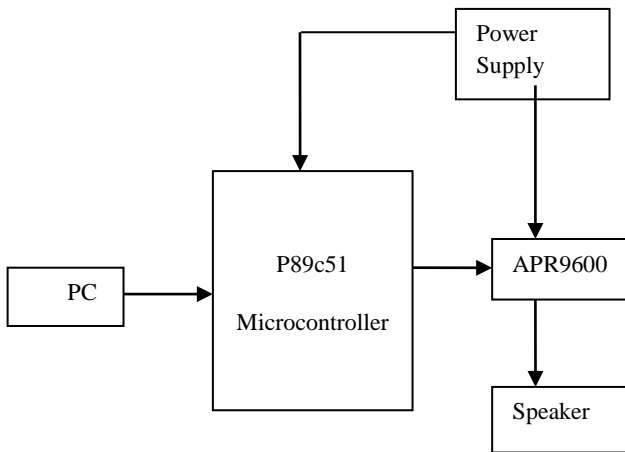 Power
Supply
P89c51
Microcontroller
PC
APR9600
Speaker